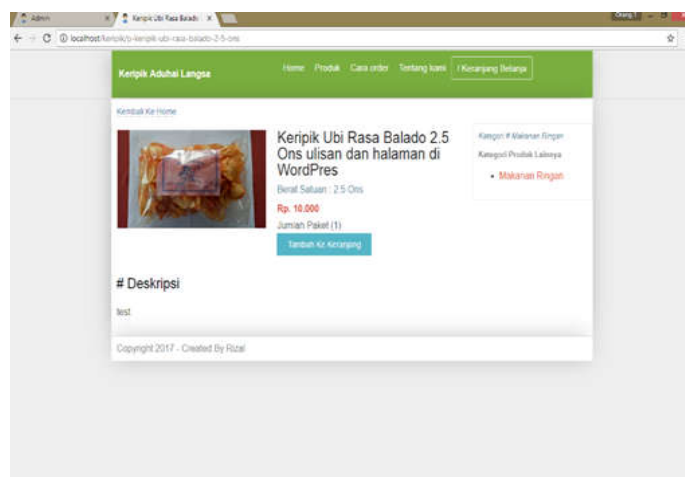 Admin
Keripik Ubi Rasa Balado
Orang 1
localhost/keripik/p-keripik-ubi-rasa-balado-2-5-ons
Keripik Aduhai Langsa
Home Produk Cara order Tentang kami ! Keranjang Belanja
Kembali Ke Home
Keripik Ubi Rasa Balado 2.5
Ons ulisan dan halaman di
WordPres
Berat Satuan : 2.5 Ons
Rp. 10.000
Jumlah Paket (1)
Tambah Ke Keranjang
Kategori # Makanan Ringan
Kategori Produk Lainnya
Makanan Ringan
# Deskripsi
test
Copyright 2017 - Created By Rizal